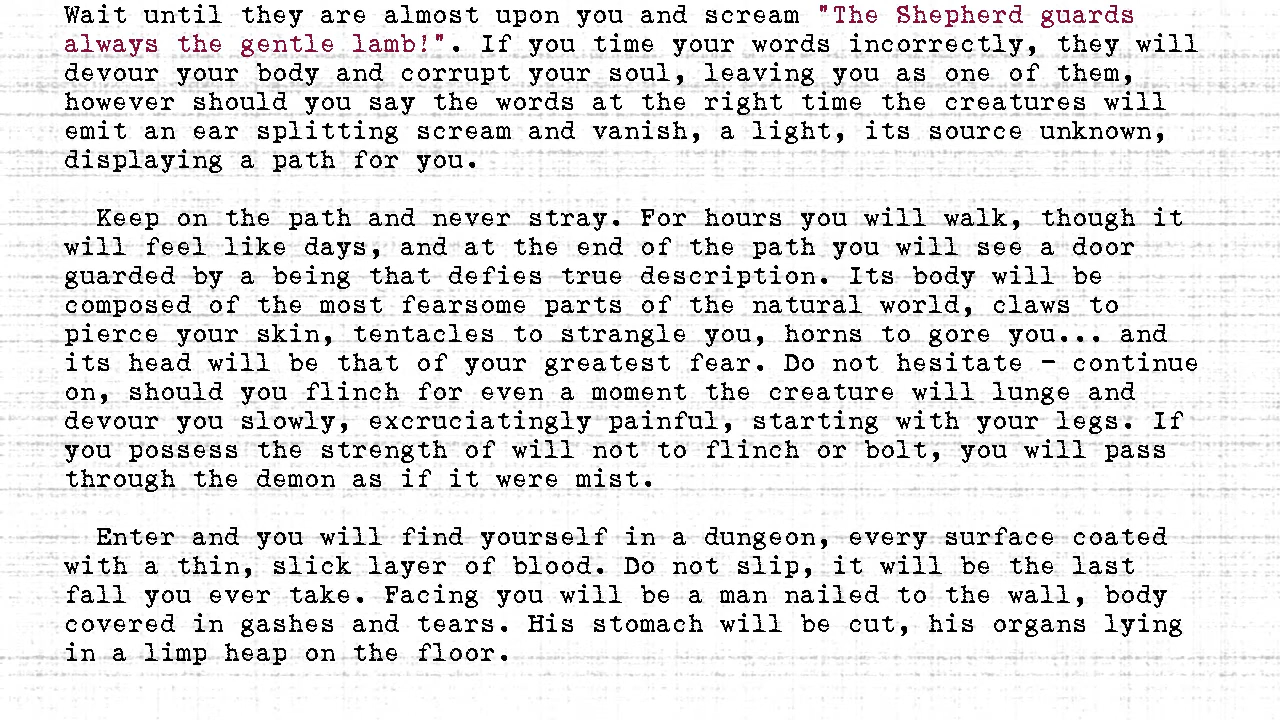 Wait until they are almost upon you and scream "The Shepherd guards
always the gentle lamb!". If you time your words incorrectly, they will
devour your body and corrupt your soul, leaving you as one of them,
however should you say the words at the right time the creatures will
emit an ear splitting scream and vanish, a light, its source unknown,
displaying a path for you.
Keep on the path and never stray. For hours you will walk, though it
will feel like days, and at the end of the path you will see a door
guarded by a being that defies true description. Its body will be
composed of the most fearsome parts of the natural world, claws to
pierce your skin, tentacles to strangle you, horns to gore you... and
its head will be that of your greatest fear. Do not hesitate - continue
on, should you flinch for even a moment the creature will lunge and
devour you slowly, excruciatingly painful, starting with your legs. If
you possess the strength of will not to flinch or bolt, you will pass
through the demon as if it were mist.
Enter and you will find yourself in a dungeon, every surface coated
with a thin, slick layer of blood. Do not slip, it will be the last
fall you ever take. Facing you will be a man nailed to the wall, body
covered in gashes and tears. His stomach will be cut, his organs lying
in a limp heap on the floor.